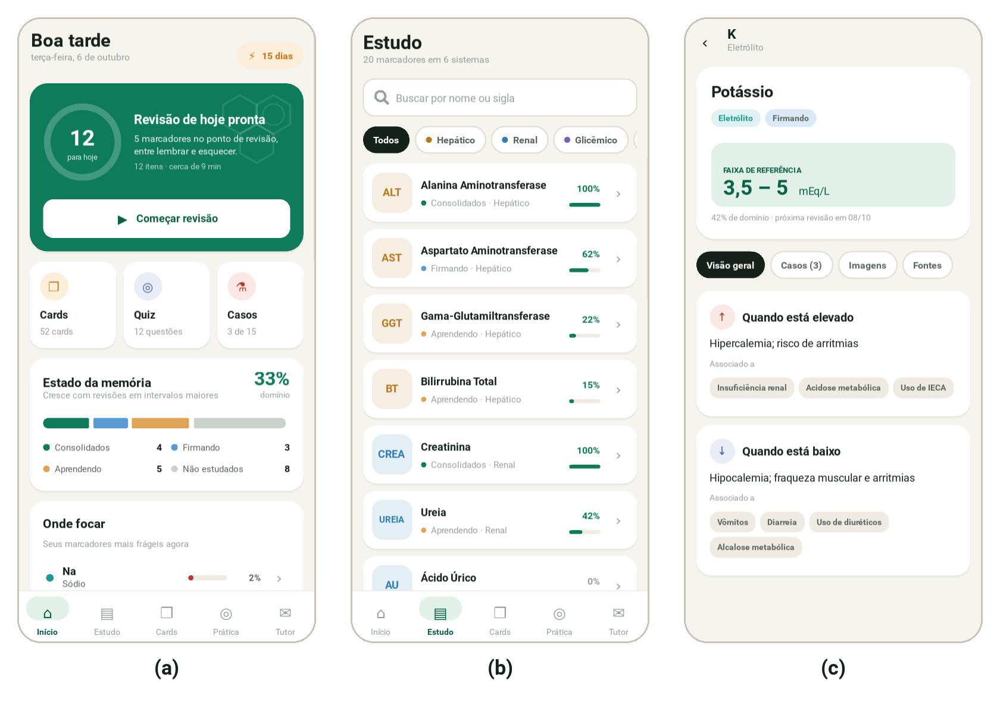 Boa tarde
terça-feira, 6 de outubro
15 dias
12
para hoje
Revisão de hoje pronta
5 marcadores no ponto de revisão,
entre lembrar e esquecer.
12 itens · cerca de 9 min
Começar revisão
Cards
52 cards
Quiz
12 questões
Casos
3 de 15
Estado da memória
Cresce com revisões em intervalos maiores
33%
domínio
Consolidados 4
Firmando 3
Aprendendo 5
Não estudados 8
Onde focar
Seus marcadores mais frágeis agora
Na
Sódio
2%
Início Estudo Cards Prática Tutor
(a)
Estudo
20 marcadores em 6 sistemas
Buscar por nome ou sigla
Todos Hepático Renal Glicêmico
ALT
Alanina Aminotransferase
Consolidados · Hepático
100%
AST
Aspartato Aminotransferase
Firmando · Hepático
62%
GGT
Gama-Glutamiltransferase
Aprendendo · Hepático
22%
BT
Bilirrubina Total
Aprendendo · Hepático
15%
CREA
Creatinina
Consolidados · Renal
100%
UREIA
Ureia
Aprendendo · Renal
42%
AU
Ácido Úrico
0%
Início Estudo Cards Prática Tutor
(b)
K
Eletrólito
Potássio
Eletrólito Firmando
FAIXA DE REFERÊNCIA
3,5 – 5 mEq/L
42% de domínio · próxima revisão em 08/10
Visão geral Casos (3) Imagens Fontes
Quando está elevado
Hipercalemia; risco de arritmias
Associado a
Insuficiência renal Acidose metabólica Uso de IECA
Quando está baixo
Hipocalemia; fraqueza muscular e arritmias
Associado a
Vômitos Diarreia Uso de diuréticos
Alcalose metabólica
(c)